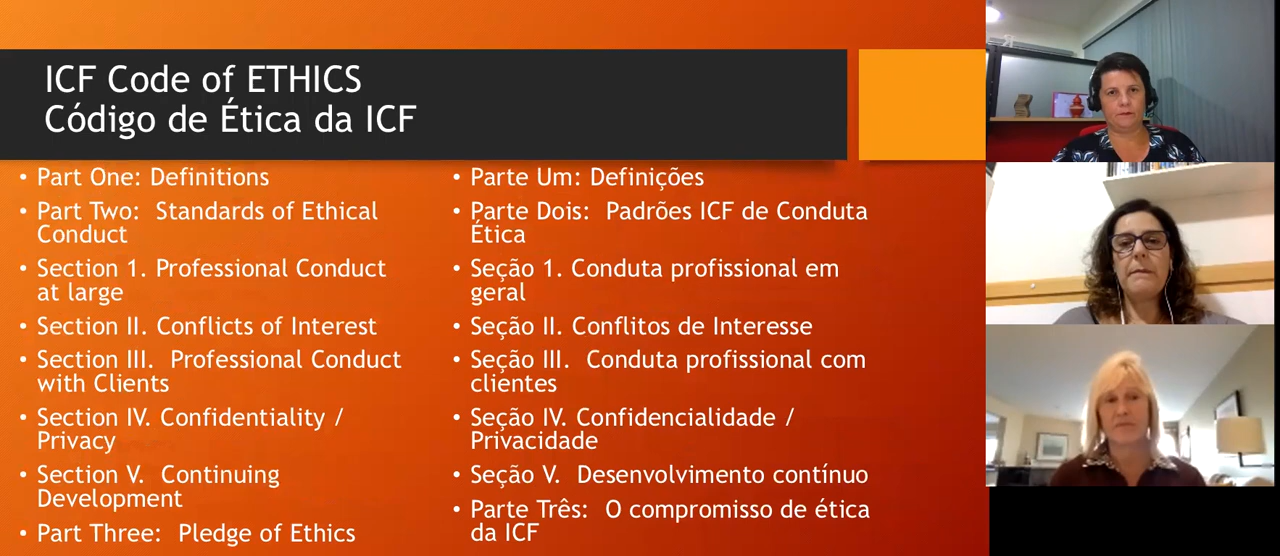 ICF Code of ETHICS
Código de Ética da ICF
• Part One: Definitions
• Part Two:  Standards of Ethical
Conduct
• Section 1. Professional Conduct
at large
• Section II. Conflicts of Interest
• Section III.  Professional Conduct
with Clients
• Section IV. Confidentiality /
Privacy
• Section V.  Continuing
Development
• Part Three:  Pledge of Ethics
• Parte Um: Definições
• Parte Dois:  Padrões ICF de Conduta
Ética
• Seção 1. Conduta profissional em
geral
• Seção II. Conflitos de Interesse
• Seção III.  Conduta profissional com
clientes
• Seção IV. Confidencialidade /
Privacidade
• Seção V.  Desenvolvimento contínuo
• Parte Três:  O compromisso de ética
da ICF